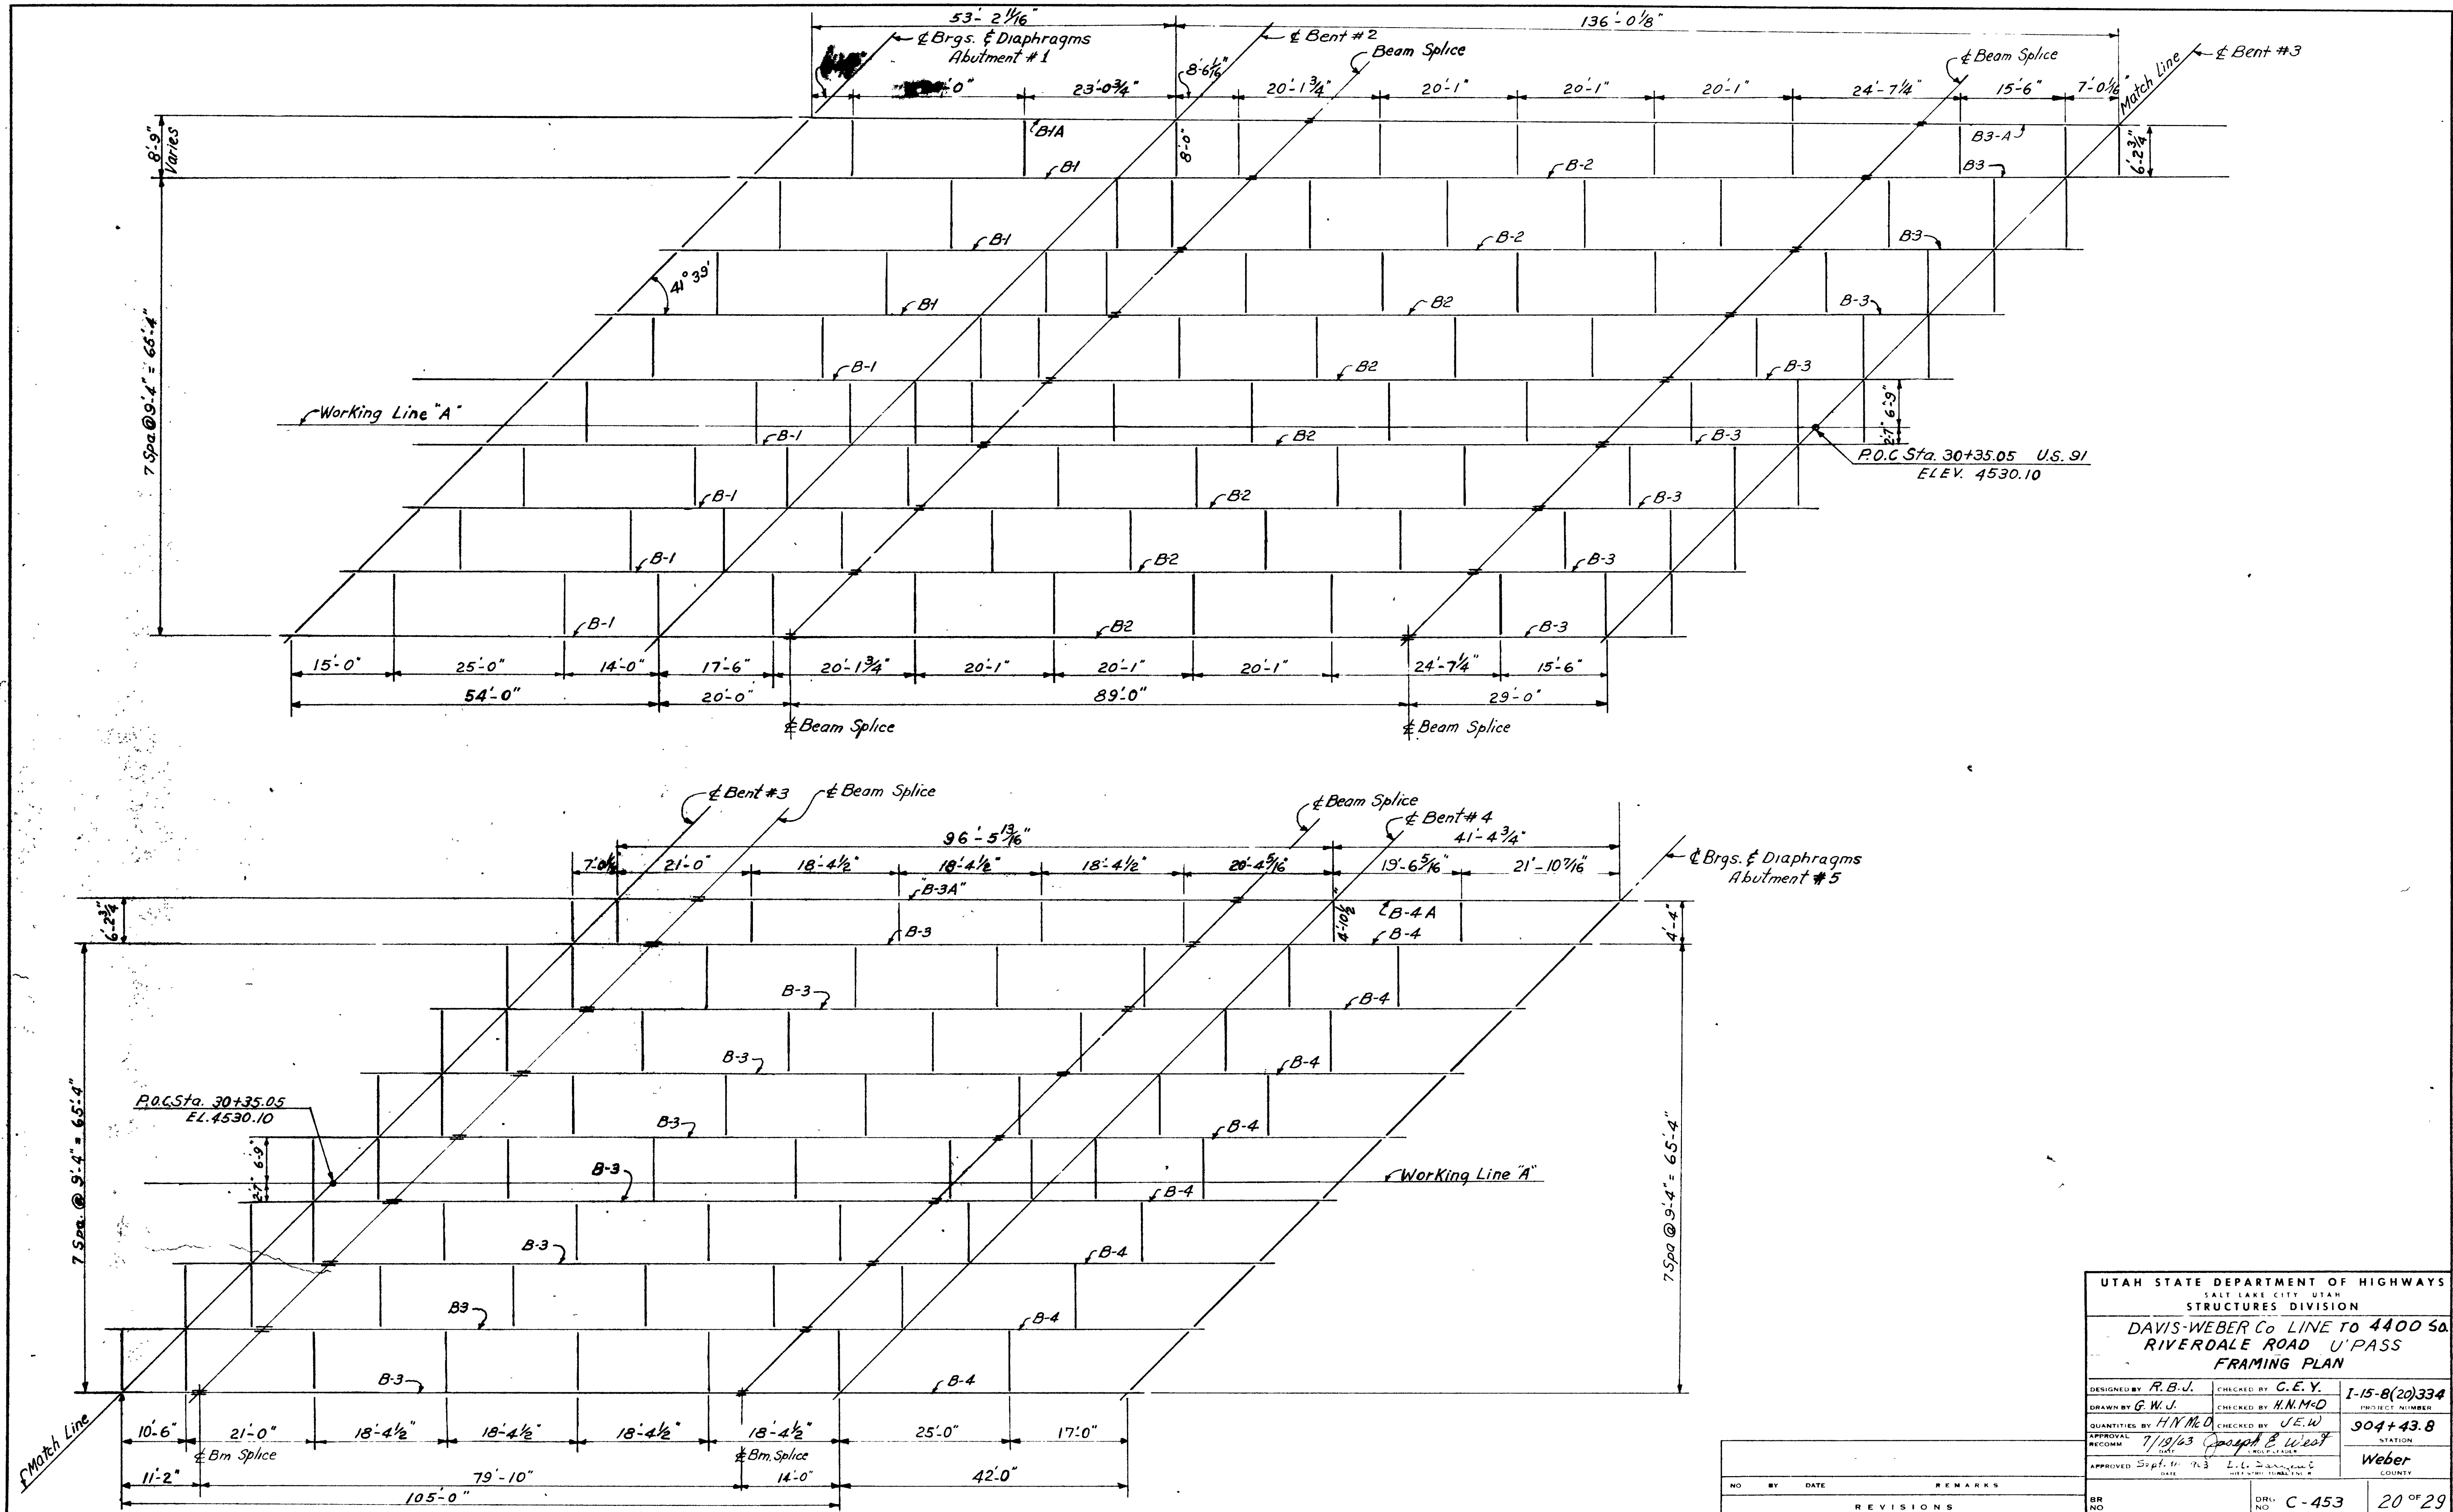 53'-2 11/16"
136'-0 1/8"
℄ Brgs. & Diaphragms
Abutment #1
℄ Bent #2
Beam Splice
℄ Beam Splice
℄ Bent #3
Match Line
23'-0 3/4"
8'-6 1/16"
20'-1 3/4"
20'-1"
20'-1"
20'-1"
24'-7 1/4"
15'-6"
7'-0 1/16"
8'-9"
Varies
B-1A
8'-0"
B3-A
6'-2 3/4"
B-1
B-2
B3
B-1
B-2
B3
41° 39'
B-1
B2
B-3
7 Spa @ 9'-4" = 65'-4"
B-1
B2
B-3
Working Line "A"
6'-9"
2'-7"
B-1
B2
B-3
P.O.C Sta. 30+35.05 U.S. 91
ELEV. 4530.10
B-1
B2
B-3
B-1
B2
B-3
B-1
B2
B-3
15'-0"
25'-0"
14'-0"
17'-6"
20'-1 3/4"
20'-1"
20'-1"
20'-1"
24'-7 1/4"
15'-6"
54'-0"
20'-0"
89'-0"
29'-0"
℄ Beam Splice
℄ Beam Splice
℄ Bent #3
℄ Beam Splice
℄ Beam Splice
℄ Bent #4
96'-5 13/16"
41'-4 3/4"
7'-0 1/16"
21'-0"
18'-4 1/2"
18'-4 1/2"
18'-4 1/2"
20'-4 5/16"
19'-6 5/16"
21'-10 7/16"
℄ Brgs. & Diaphragms
Abutment #5
"B-3A"
6'-2 3/4"
4'-10 1/2"
B-4A
4'-4"
B-3
B-4
B-3
B-4
B-3
B-4
P.O.C Sta. 30+35.05
EL. 4530.10
B-3
B-4
7 Spa. @ 9'-4" = 65'-4"
6'-9"
2'-7"
B-3
B-4
Working Line "A"
7 Spa @ 9'-4" = 65'-4"
B-3
B-4
B3
B-4
B-3
B-4
℄ Match Line
10'-6"
21'-0"
18'-4 1/2"
18'-4 1/2"
18'-4 1/2"
18'-4 1/2"
25'-0"
17'-0"
℄ Bm Splice
℄ Bm. Splice
11'-2"
79'-10"
14'-0"
42'-0"
105'-0"
UTAH STATE DEPARTMENT OF HIGHWAYS
SALT LAKE CITY UTAH
STRUCTURES DIVISION
DAVIS-WEBER Co LINE TO 4400 So.
RIVERDALE ROAD U'PASS
FRAMING PLAN
DESIGNED BY R.B.J. CHECKED BY C.E.Y. I-15-8(20)334
PROJECT NUMBER
DRAWN BY G.W.J. CHECKED BY H.N.McD
QUANTITIES BY H N McD CHECKED BY J.E.W 904+43.8
STATION
APPROVAL RECOMM 7/19/63 Joseph E West
DATE
APPROVED Sept.
DATE
Weber
COUNTY
NO BY DATE REMARKS
REVISIONS
BR NO
DRG. NO C-453
20 OF 29